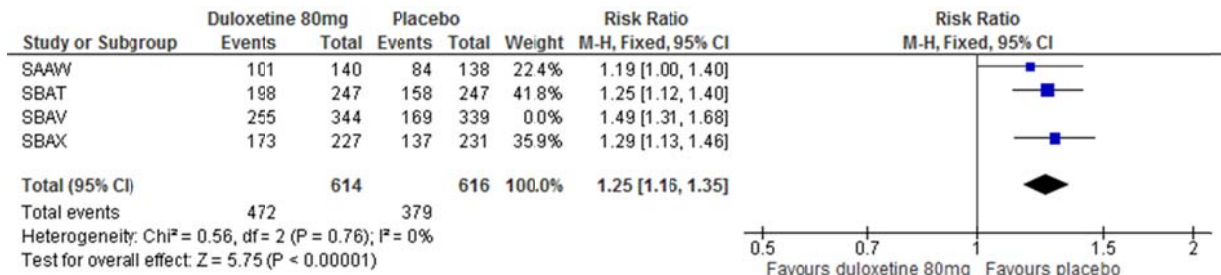 Duloxetine 80mg Placebo Risk Ratio Risk Ratio
Study or Subgroup Events Total Events Total Weight M-H, Fixed, 95% CI M-H, Fixed, 95% CI
SAAW 101 140 84 138 22.4% 1.19 [1.00, 1.40]
SBAT 198 247 158 247 41.8% 1.25 [1.12, 1.40]
SBAV 255 344 169 339 0.0% 1.49 [1.31, 1.68]
SBAX 173 227 137 231 35.9% 1.29 [1.13, 1.46]
Total (95% CI) 614 616 100.0% 1.25 [1.16, 1.35]
Total events 472 379
Heterogeneity: Chi² = 0.56, df = 2 (P = 0.76); I² = 0%
Test for overall effect: Z = 5.75 (P < 0.00001)
0.5 0.7 1 1.5 2
Favours duloxetine 80mg Favours placebo